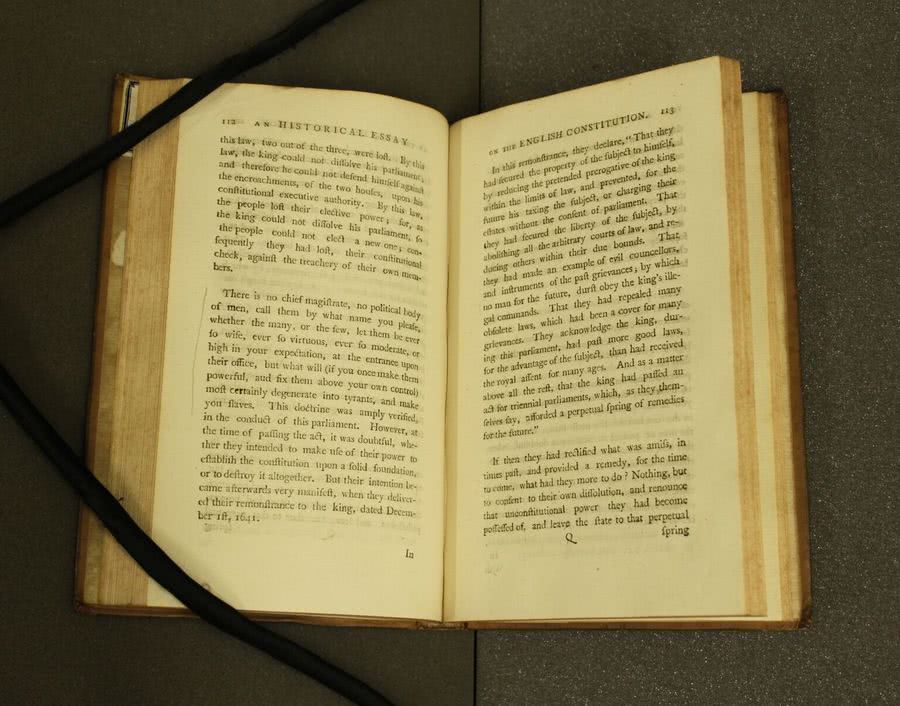 112 AN HISTORICAL ESSAY
this law, two out of the three, were loſt. By this
law, the king could not diſſolve his parliament,
and therefore he could not defend himſelf againſt
the encroachments, of the two houſes, upon his
conſtitutional executive authority. By this law,
the people loſt their elective power; for, as
the king could not diſſolve his parliament, ſo
the people could not elect a new one; con-
ſequently they had loſt, their conſtitutional
check, againſt the treachery of their own mem-
bers.
There is no chief magiſtrate, no political body
of men, call them by what name you pleaſe,
whether the many, or the few, let them be ever
ſo wiſe, ever ſo virtuous, ever ſo moderate, or
high in your expectation, at the entrance upon
their office, but what will (if you once make them
powerful, aud fix them above your own control)
moſt certainly degenerate into tyrants, and make
you ſlaves. This doctrine was amply verified,
in the conduct of this parliament. However, at
the time of paſſing the act, it was doubtful, whe-
ther they intended to make uſe of their power to
eſtabliſh the conſtitution upon a ſolid foundation,
or to deſtroy it altogether. But their intention be-
came afterwards very manifeſt, when they deliver-
ed their remonſtrance to the king, dated Decem-
ber 1ſt, 1641.
In
ON THE ENGLISH CONSTITUTION. 113
In this remonſtrance, they declare, "That they
had ſecured the property of the ſubject to himſelf,
by reducing the pretended prerogative of the king
within the limits of law, and prevented, for the
future his taxing the ſubject, or charging their
eſtates without the conſent of parliament. That
they had ſecured the liberty of the ſubject, by
aboliſhing all the arbitrary courts of law, and re-
ducing others within their due bounds. That
they had made an example of evil councellors,
and inſtruments of the paſt grievances; by which
no man for the future, durſt obey the king's ille-
gal commands. That they had repealed many
obſolete laws, which had been a cover for many
grievances. They acknowledge the king, dur-
ing this parliament, had paſt more good laws,
for the advantage of the ſubject, than had received
the royal aſſent for many ages. And as a matter
above all the reſt, that the king had paſſed an
act for triennial parliaments, which, as they them-
ſelves ſay, afforded a perpetual ſpring of remedies
for the future."
If then they had rectified what was amiſs, in
times paſt, and provided a remedy, for the time
to come, what had they more to do? Nothing, but
to conſent to their own diſſolution, and renounce
that unconſtitutional power they had become
poſſeſſed of, and leave the ſtate to that perpetual
Q ſpring